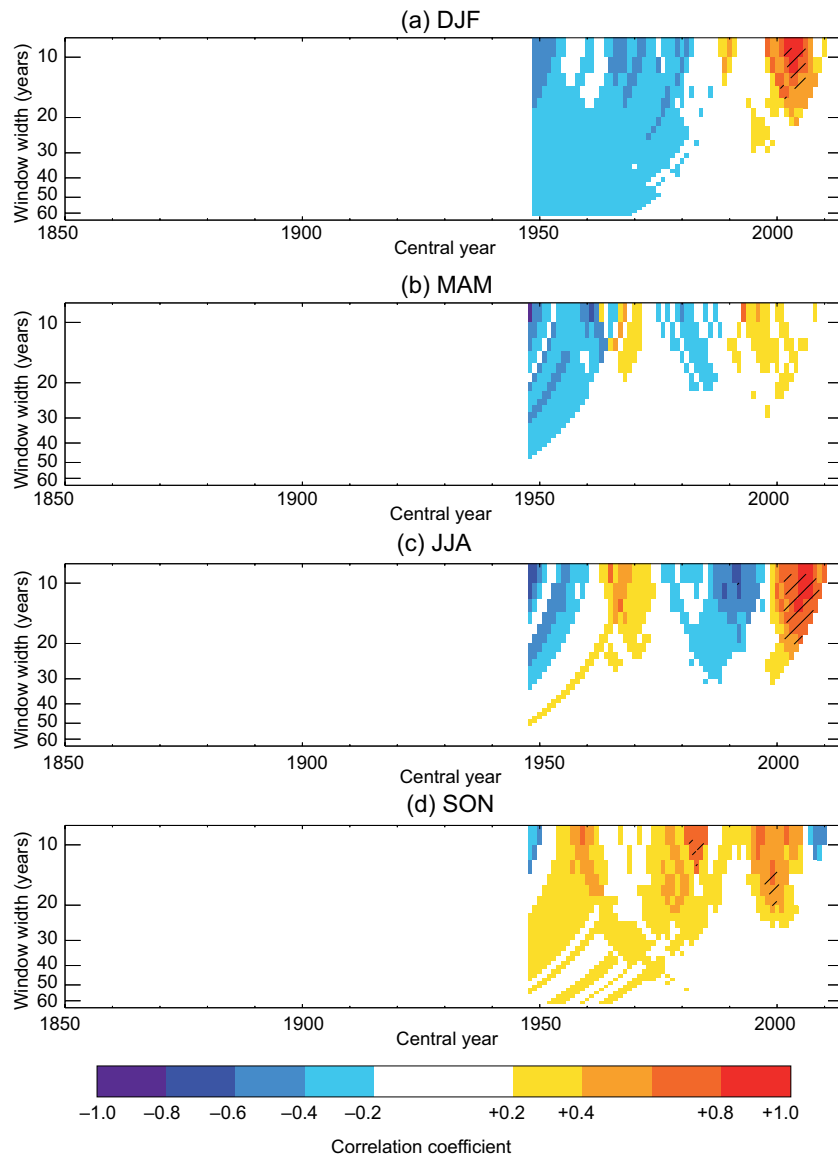 (a) DJF
Window width (years)
10
20
30
40
50
60
1850 1900 1950 2000
Central year
(b) MAM
Window width (years)
10
20
30
40
50
60
1850 1900 1950 2000
Central year
(c) JJA
Window width (years)
10
20
30
40
50
60
1850 1900 1950 2000
Central year
(d) SON
Window width (years)
10
20
30
40
50
60
1850 1900 1950 2000
Central year
–1.0 –0.8 –0.6 –0.4 –0.2 +0.2 +0.4 +0.8 +1.0
Correlation coefficient